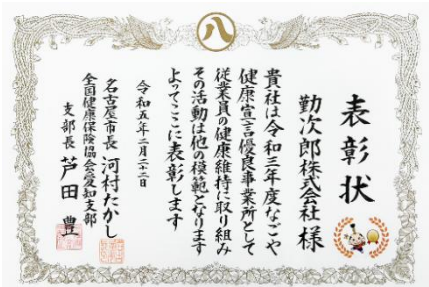 八
表彰状
勤次郎株式会社 様
貴社は令和三年度なごや
健康宣言優良事業所として
従業員の健康維持に取り組み
その活動は他の模範となります
よってここに表彰します
令和五年二月二二日
名古屋市長 河村たかし
全国健康保険協会愛知支部
支部長 芦田 豊